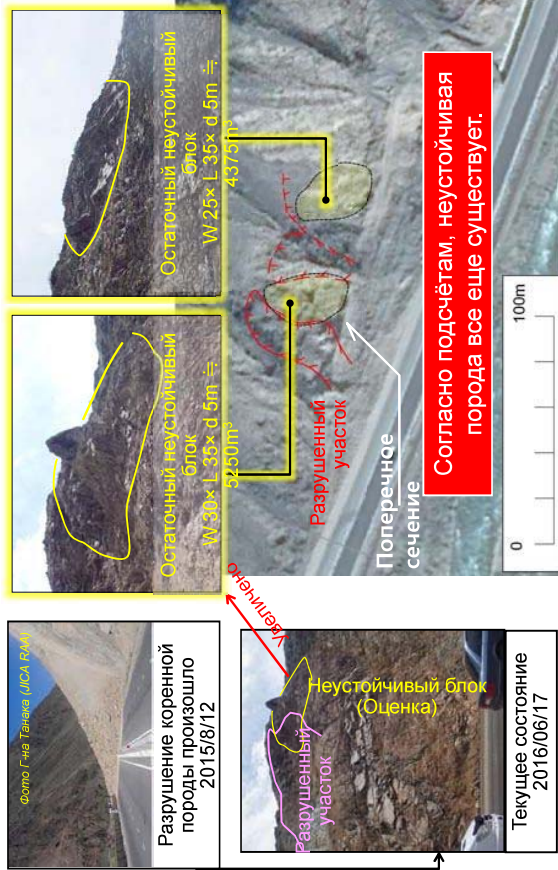 Фото Г-на Танака (JICA RAA)
Разрушение коренной
породы произошло
2015/8/12
Увеличено
Остаточный неустойчивый
блок
W 30× L 35× d 5m ≒
5250m³
Остаточный неустойчивый
блок
W 25× L 35× d 5m ≒
4375m³
Неустойчивый блок
(Оценка)
Разрушенный
участок
Текущее состояние
2016/06/17
Разрушенный
участок
Поперечное
сечение
Согласно подсчётам, неустойчивая
порода все еще существует.
0
100m